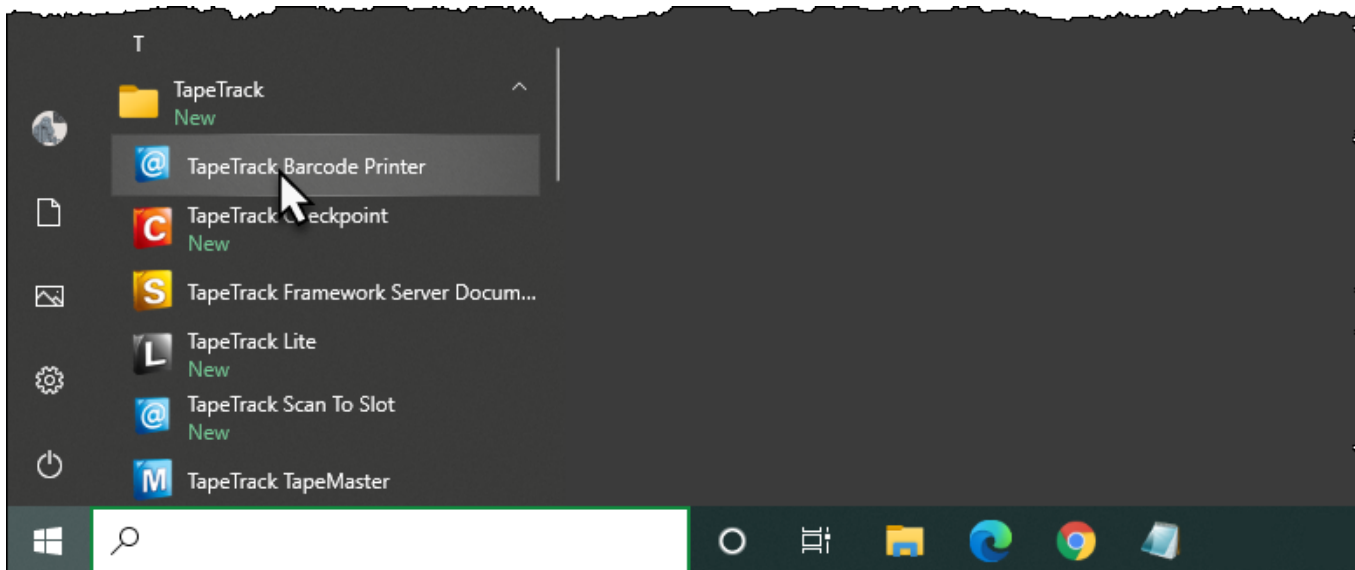 T
TapeTrack
New
TapeTrack Barcode Printer
TapeTrack Checkpoint
New
TapeTrack Framework Server Docum...
TapeTrack Lite
New
TapeTrack Scan To Slot
New
TapeTrack TapeMaster